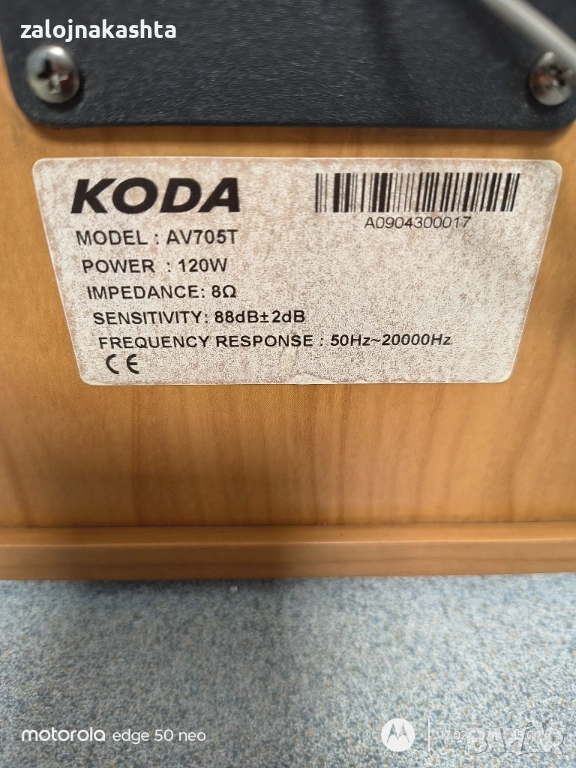 zalojnakashta
KODA
A0904300017
MODEL : AV705T
POWER : 120W
IMPEDANCE: 8Ω
SENSITIVITY: 88dB±2dB
FREQUENCY RESPONSE : 50Hz~20000Hz
CE
motorola edge 50 neo